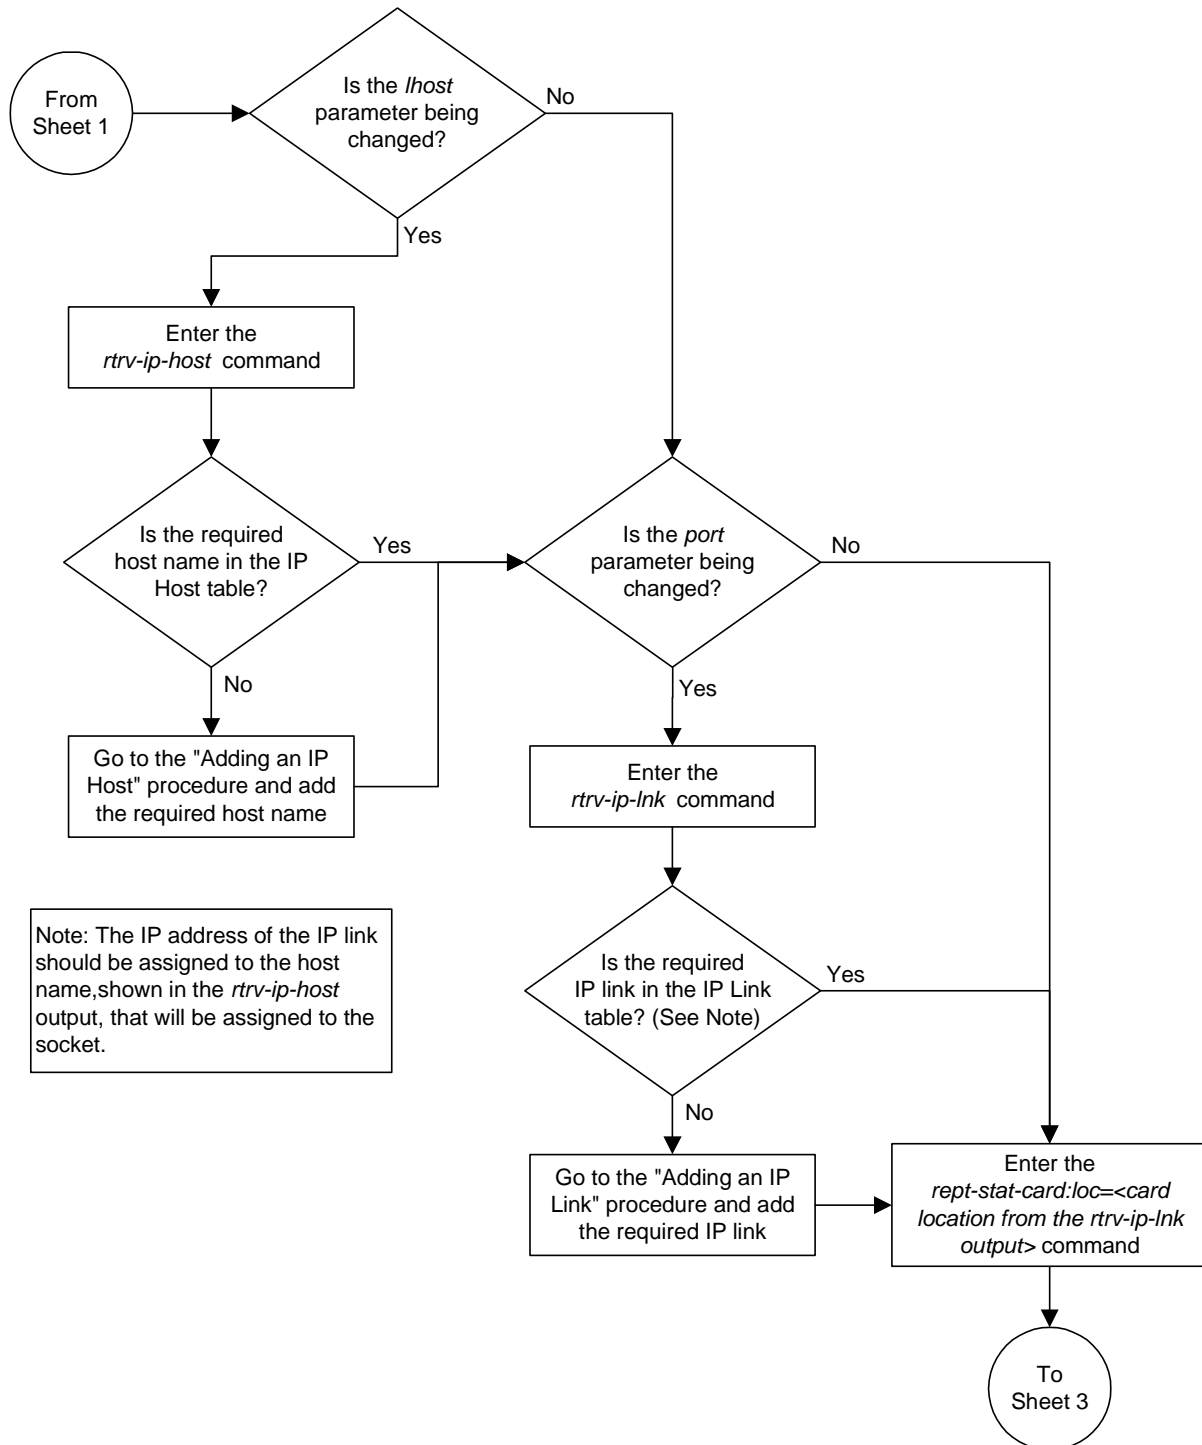 From
Sheet 1
Is the lhost
parameter being
changed?
No
Yes
Enter the
rtrv-ip-host command
Is the required
host name in the IP
Host table?
Yes
No
Go to the "Adding an IP
Host" procedure and add
the required host name
Is the port
parameter being
changed?
No
Yes
Enter the
rtrv-ip-lnk command
Note: The IP address of the IP link
should be assigned to the host
name,shown in the rtrv-ip-host
output, that will be assigned to the
socket.
Is the required
IP link in the IP Link
table? (See Note)
Yes
No
Go to the "Adding an IP
Link" procedure and add
the required IP link
Enter the
rept-stat-card:loc=<card
location from the rtrv-ip-lnk
output> command
To
Sheet 3